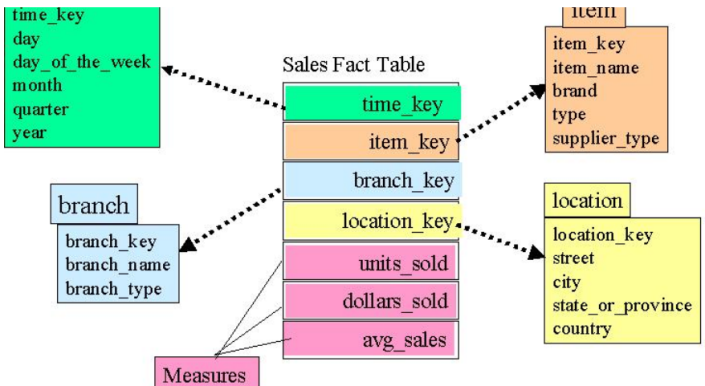 time_key
day
day_of_the_week
month
quarter
year
item
item_key
item_name
brand
type
supplier_type
Sales Fact Table
time_key
item_key
branch_key
location_key
units_sold
dollars_sold
avg_sales
branch
branch_key
branch_name
branch_type
location
location_key
street
city
state_or_province
country
Measures